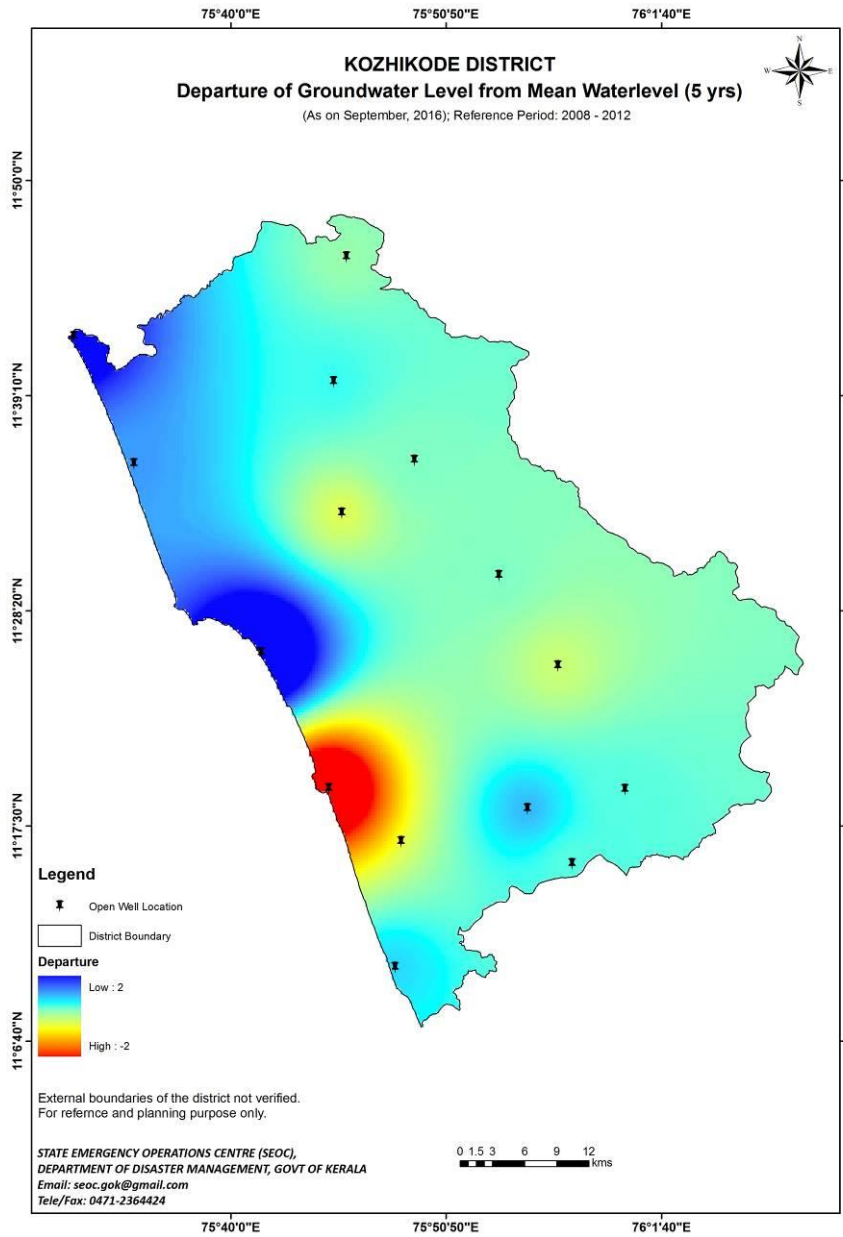 75°40'0"E 75°50'50"E 76°1'40"E
KOZHIKODE DISTRICT
Departure of Groundwater Level from Mean Waterlevel (5 yrs)
(As on September, 2016); Reference Period: 2008 - 2012
N
W E
S
11°50'0"N
11°39'10"N
11°28'20"N
11°17'30"N
11°6'40"N
Legend
Open Well Location
District Boundary
Departure
Low : 2
High : -2
External boundaries of the district not verified.
For refernce and planning purpose only.
STATE EMERGENCY OPERATIONS CENTRE (SEOC),
DEPARTMENT OF DISASTER MANAGEMENT, GOVT OF KERALA
Email: seoc.gok@gmail.com
Tele/Fax: 0471-2364424
0 1.5 3 6 9 12
kms
75°40'0"E 75°50'50"E 76°1'40"E